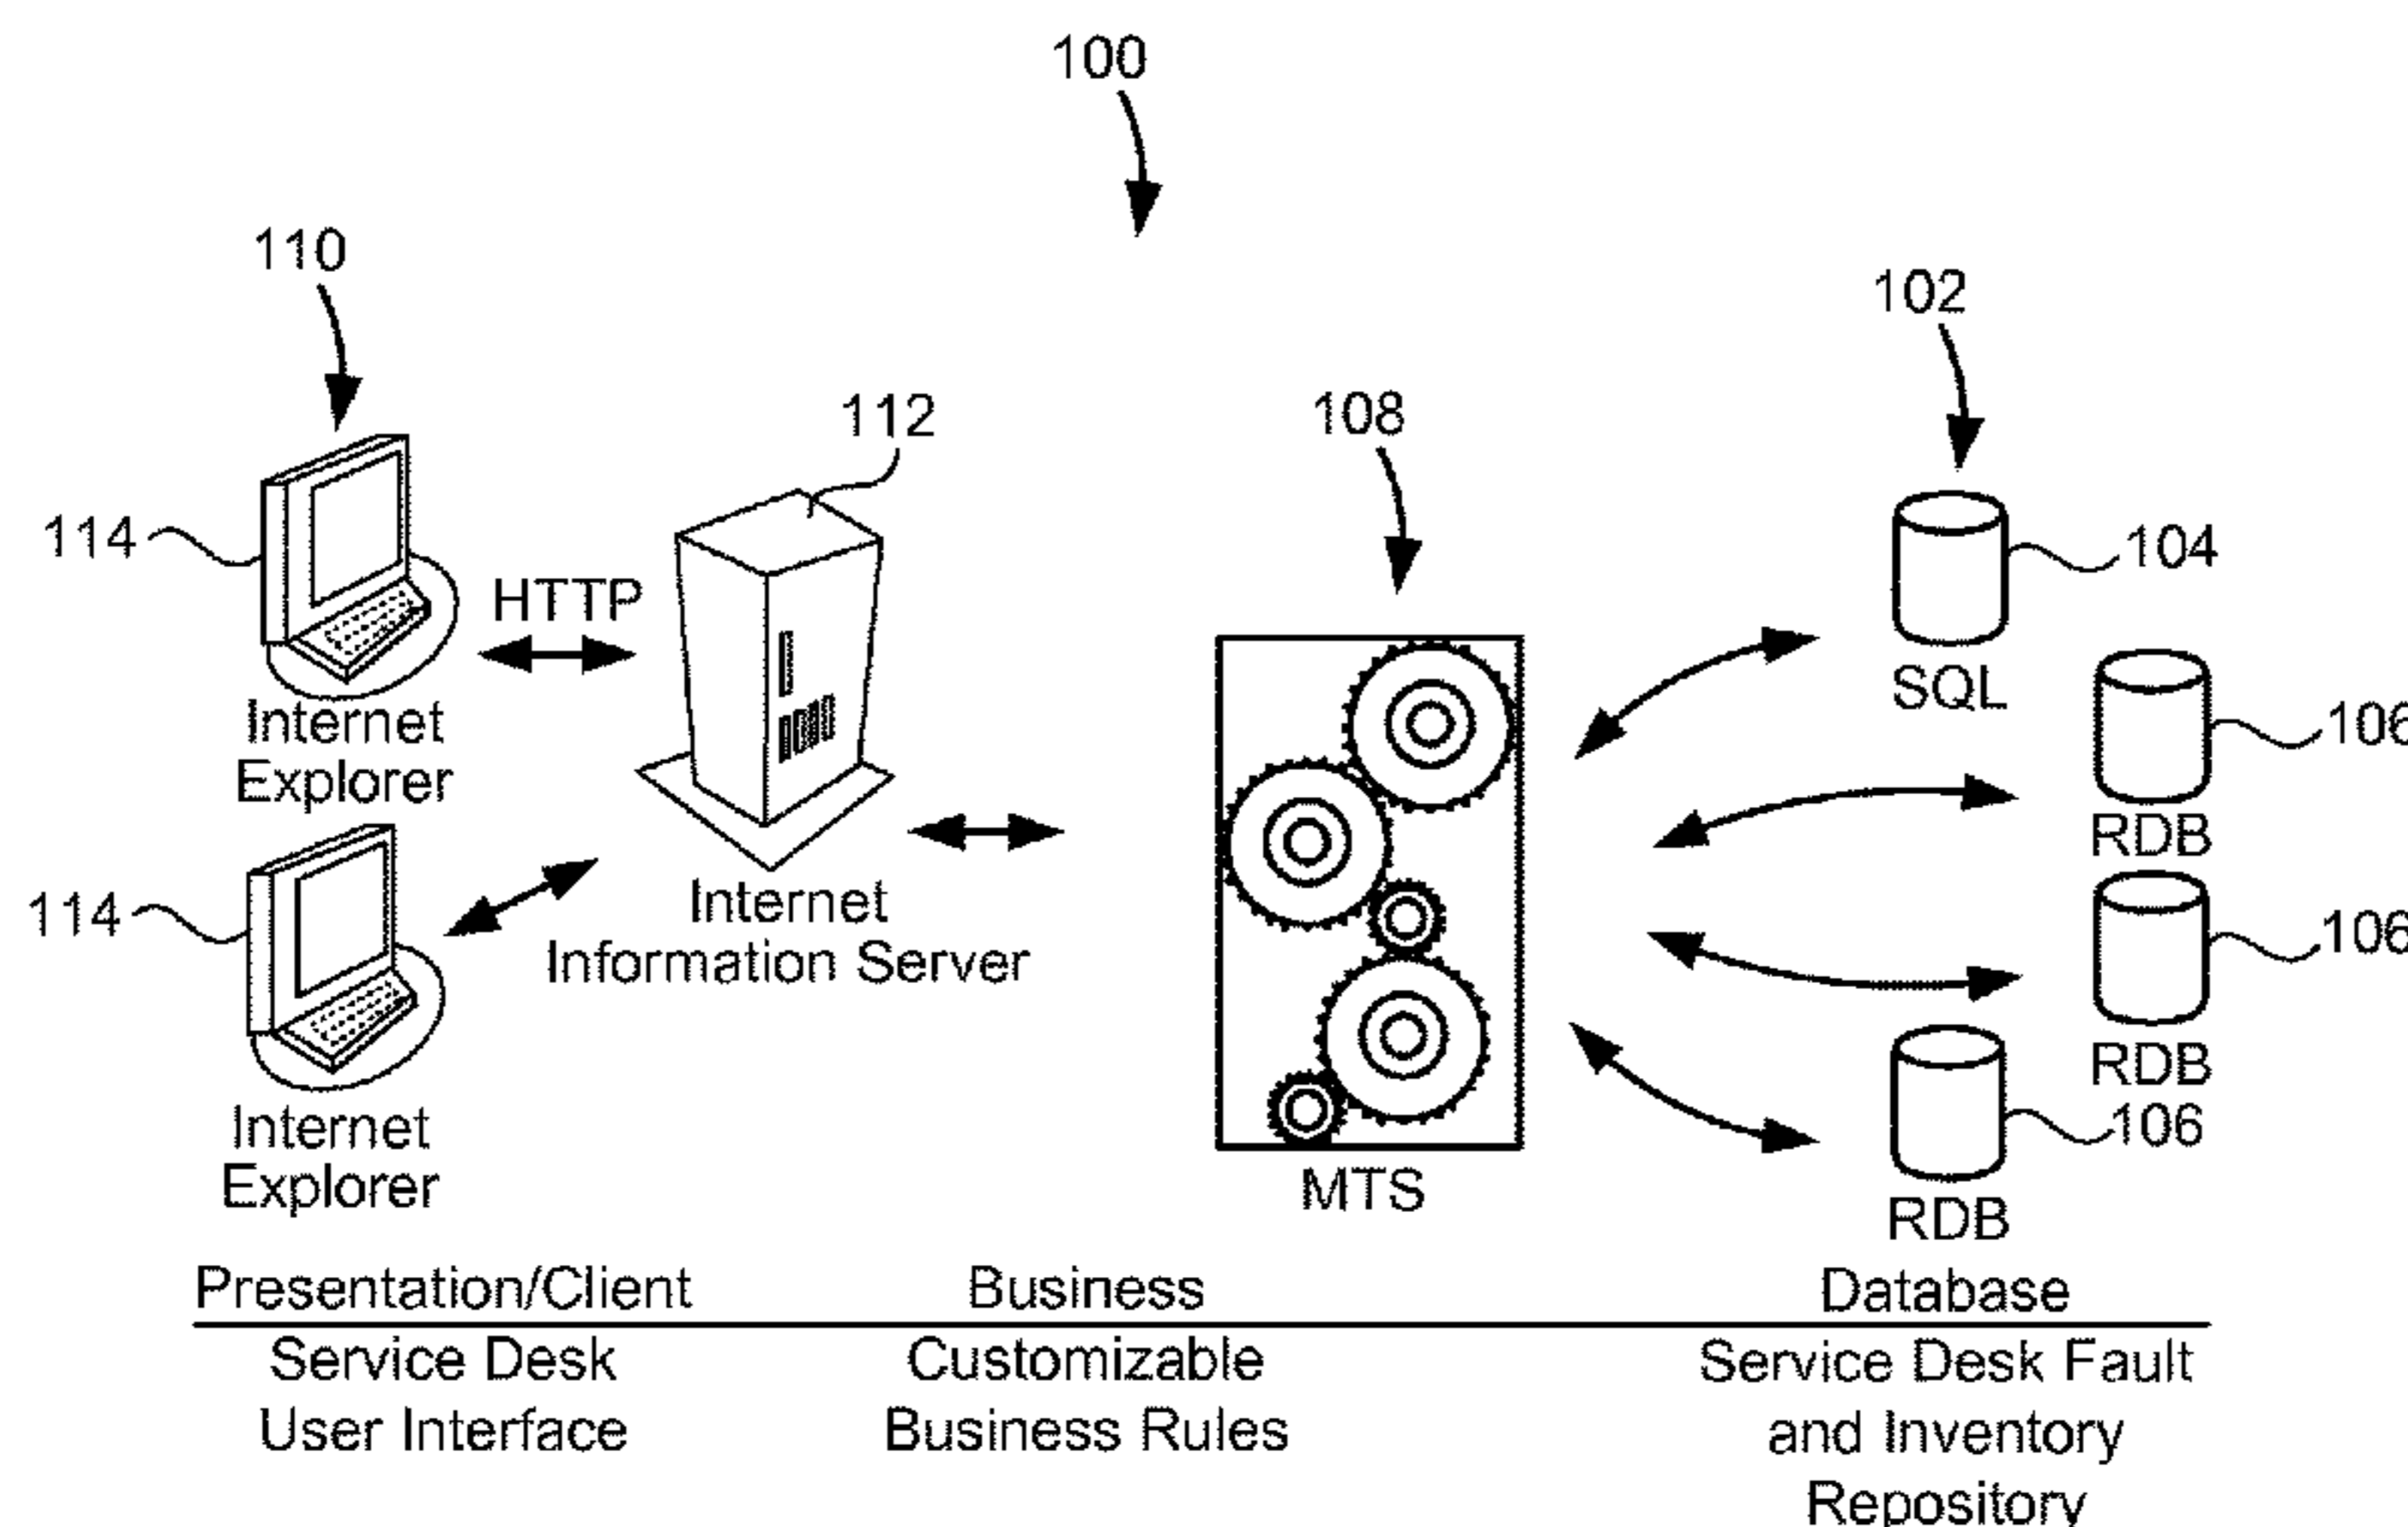 100
110
102
112
108
114
104
HTTP
SQL
106
Internet
Explorer
RDB
114
Internet
Information Server
106
RDB
106
Internet
Explorer
MTS
RDB
Presentation/Client
Business
Database
Service Desk
User Interface
Customizable
Business Rules
Service Desk Fault
and Inventory
Repository